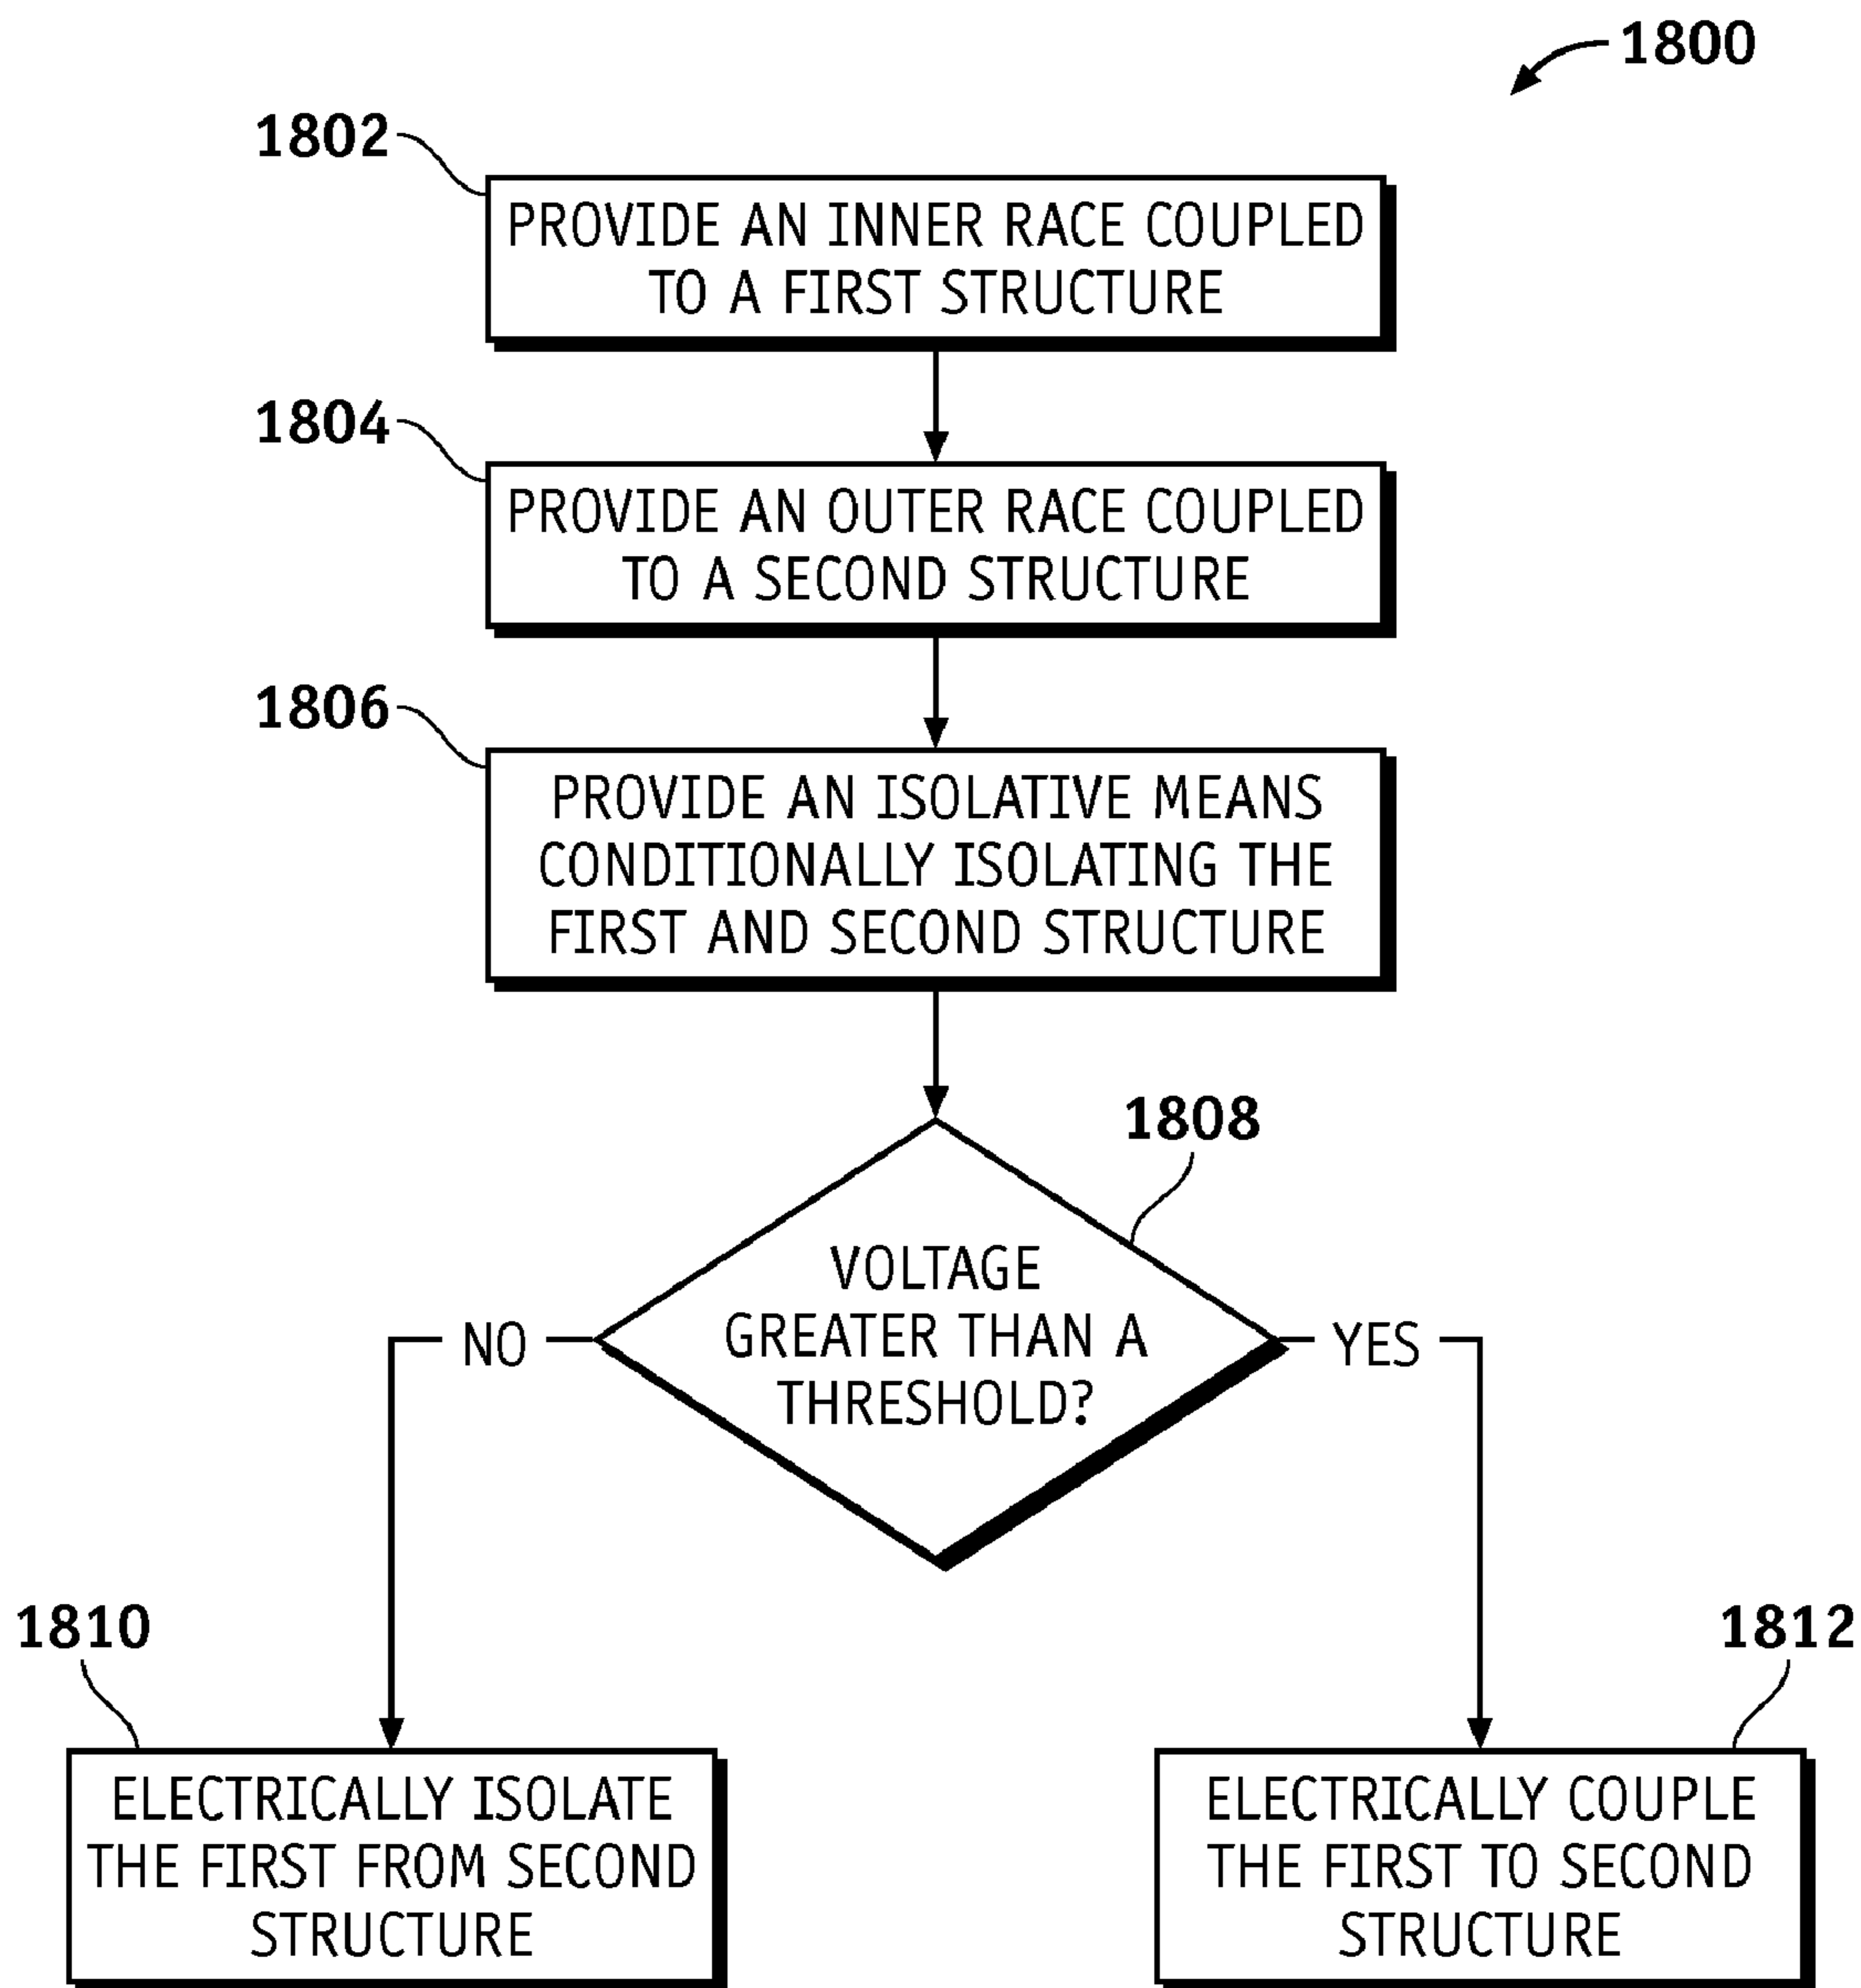 1800
1802
PROVIDE AN INNER RACE COUPLED
TO A FIRST STRUCTURE
1804
PROVIDE AN OUTER RACE COUPLED
TO A SECOND STRUCTURE
1806
PROVIDE AN ISOLATIVE MEANS
CONDITIONALLY ISOLATING THE
FIRST AND SECOND STRUCTURE
1808
VOLTAGE
GREATER THAN A
THRESHOLD?
NO
YES
1810
ELECTRICALLY ISOLATE
THE FIRST FROM SECOND
STRUCTURE
1812
ELECTRICALLY COUPLE
THE FIRST TO SECOND
STRUCTURE